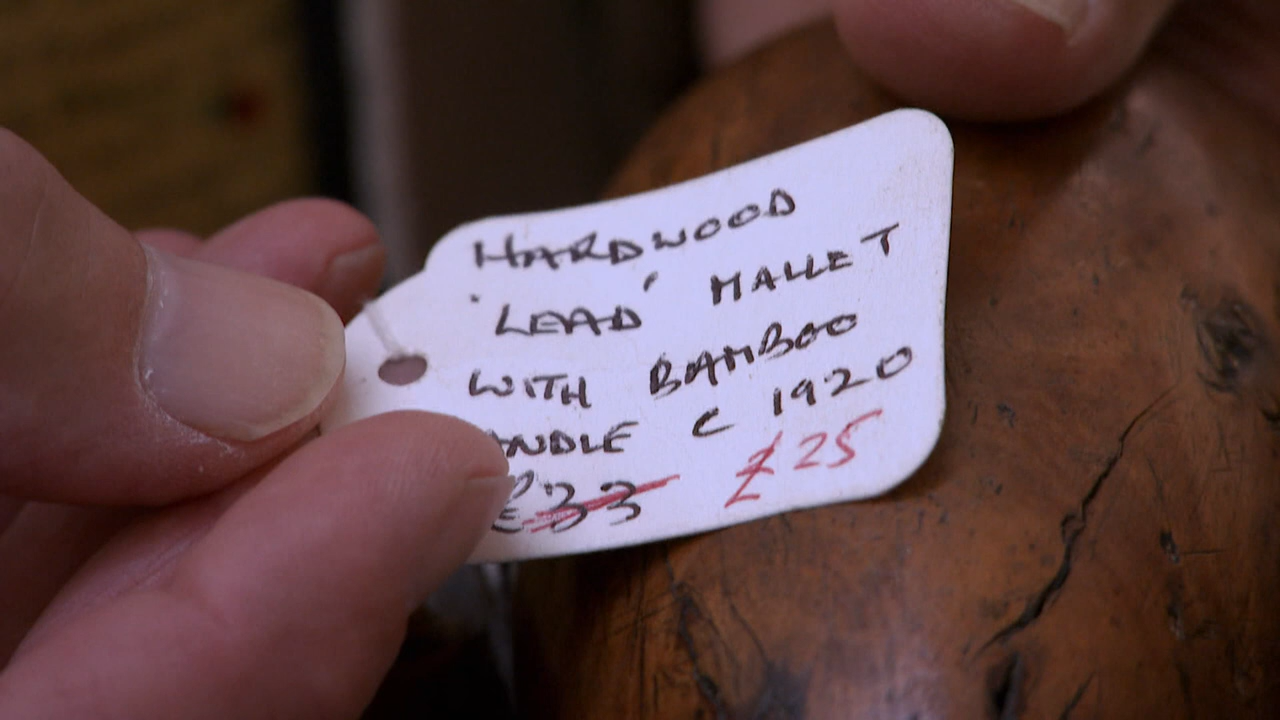 HARDWOOD
'LEAD' MALLET
WITH BAMBOO
ANDLE C 1920
£33 £25